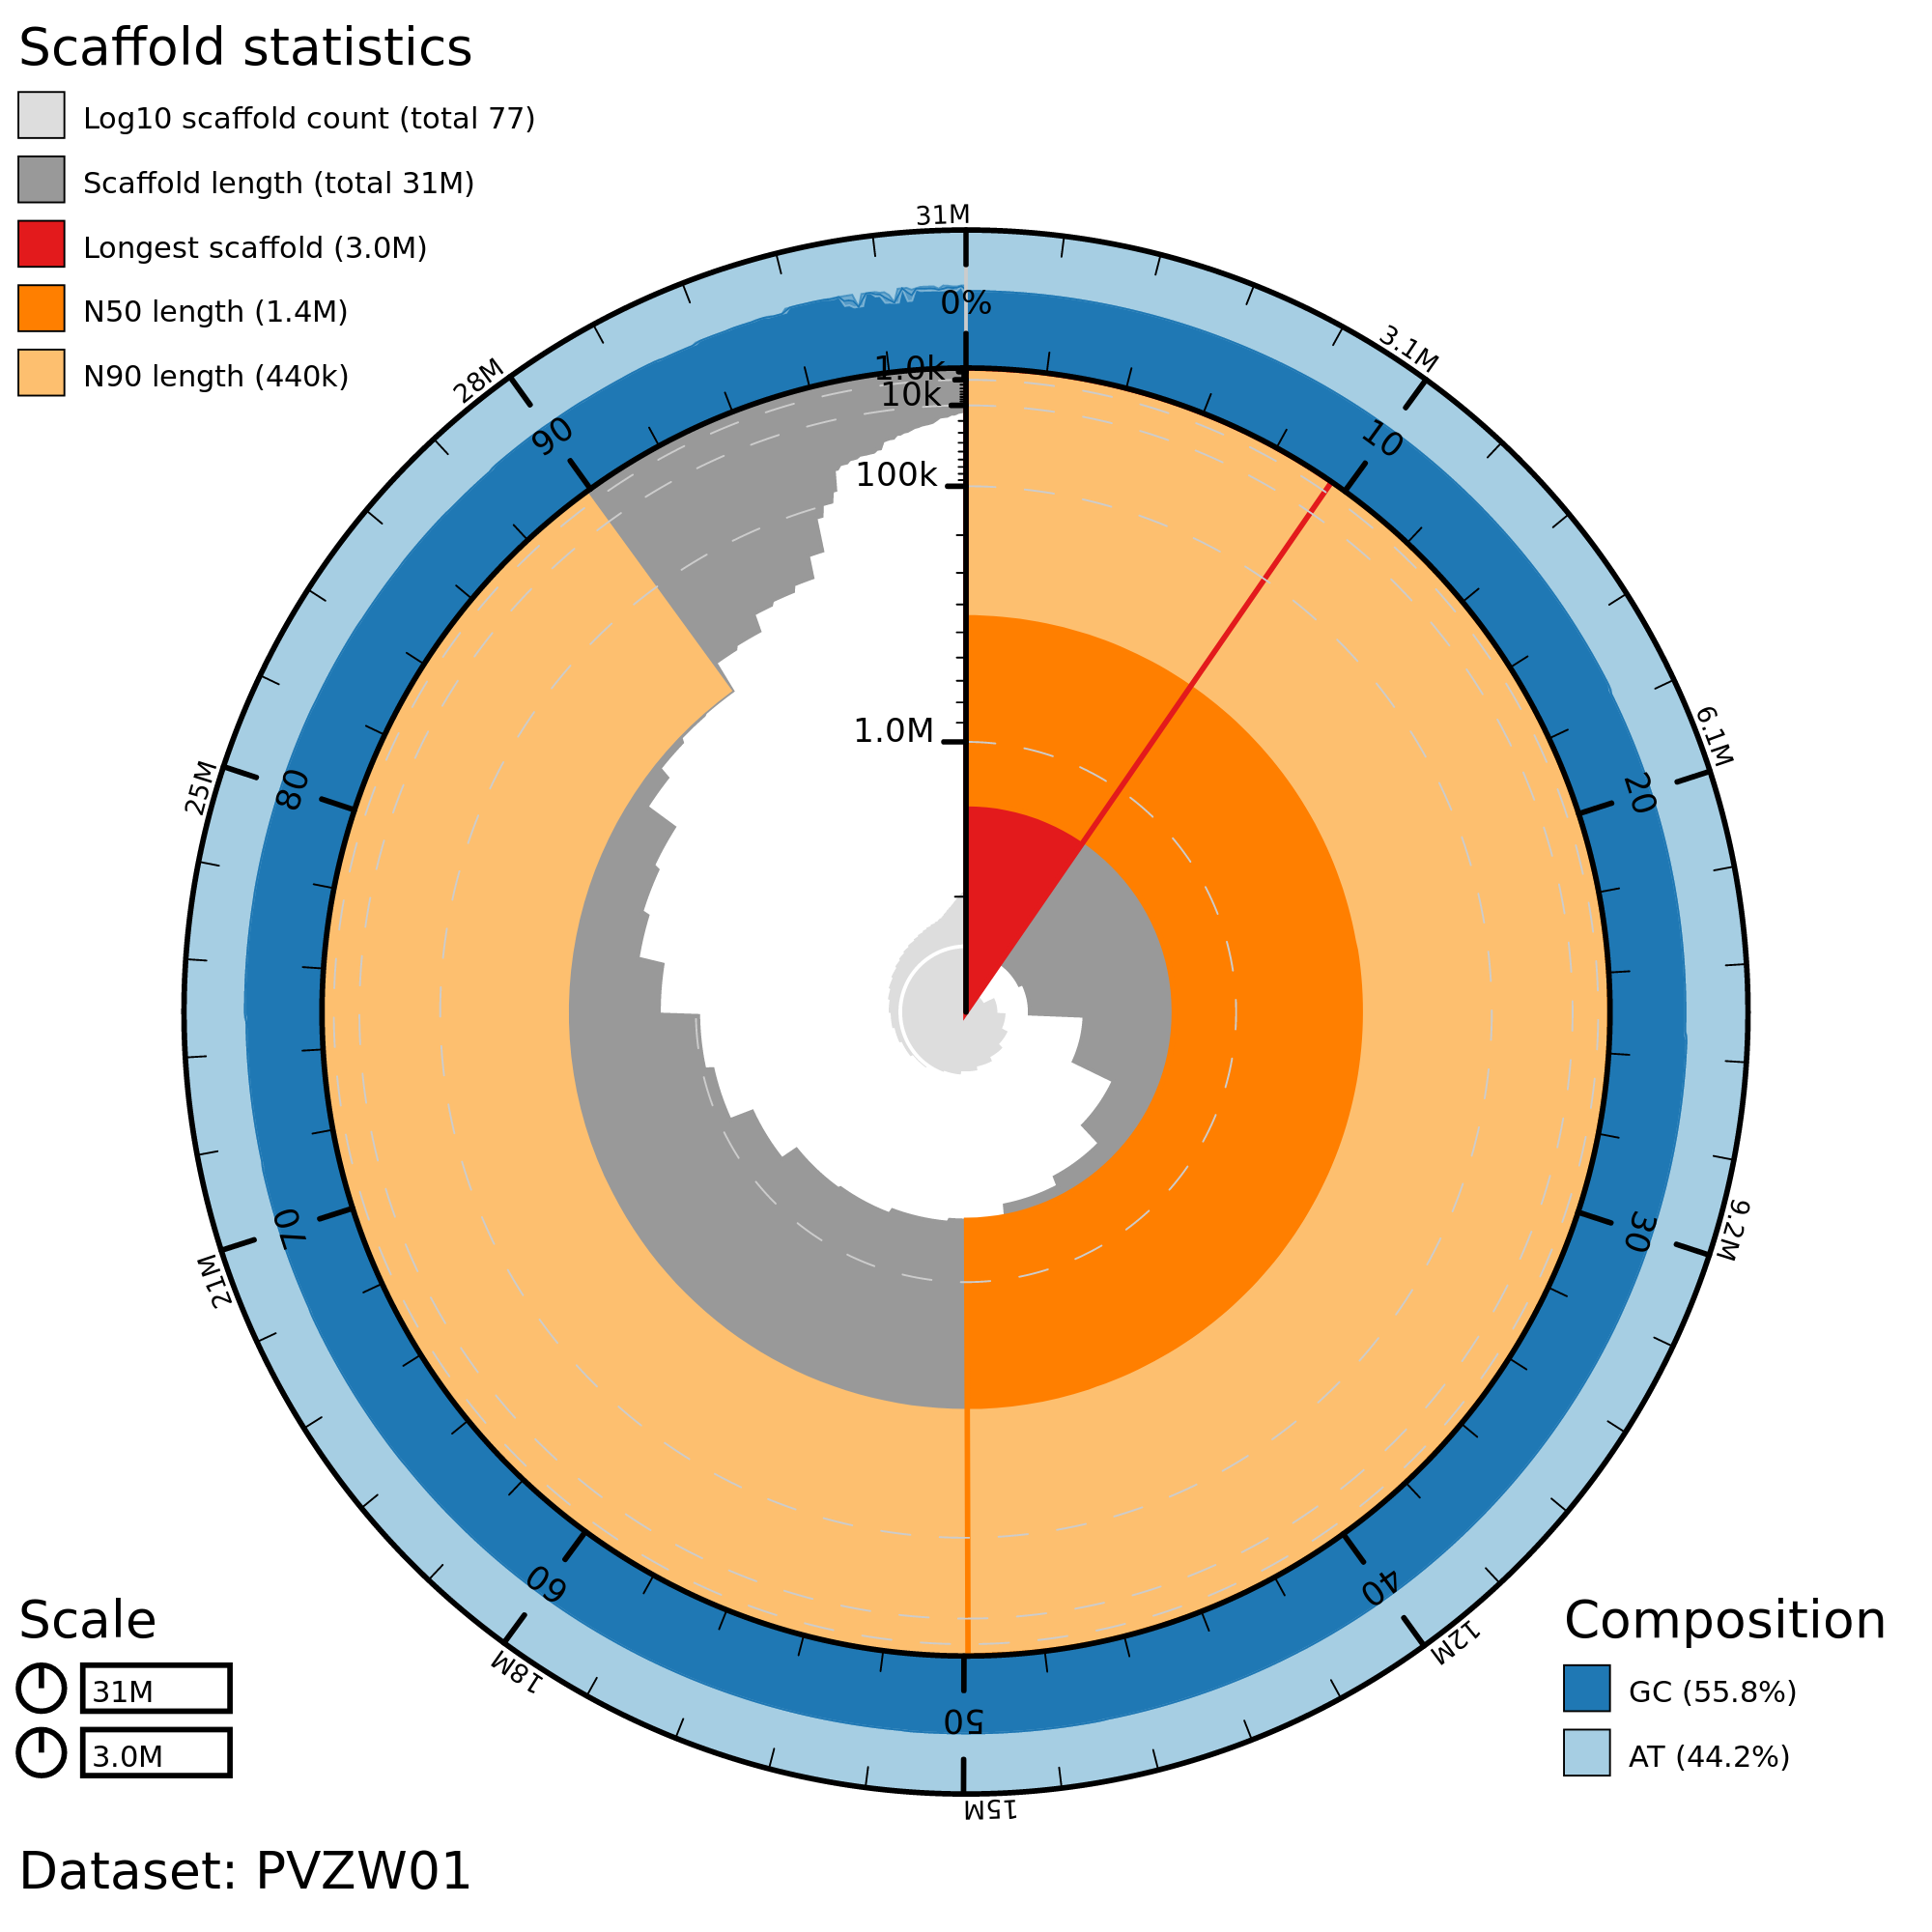 Scaffold statistics
Log10 scaffold count (total 77)
Scaffold length (total 31M)
Longest scaffold (3.0M)
N50 length (1.4M)
N90 length (440k)
31M
3.1M
6.1M
9.2M
12M
15M
18M
21M
25M
28M
0%
10
20
30
40
50
60
70
80
90
1.0k
10k
100k
1.0M
Scale
31M
3.0M
Composition
GC (55.8%)
AT (44.2%)
Dataset: PVZW01